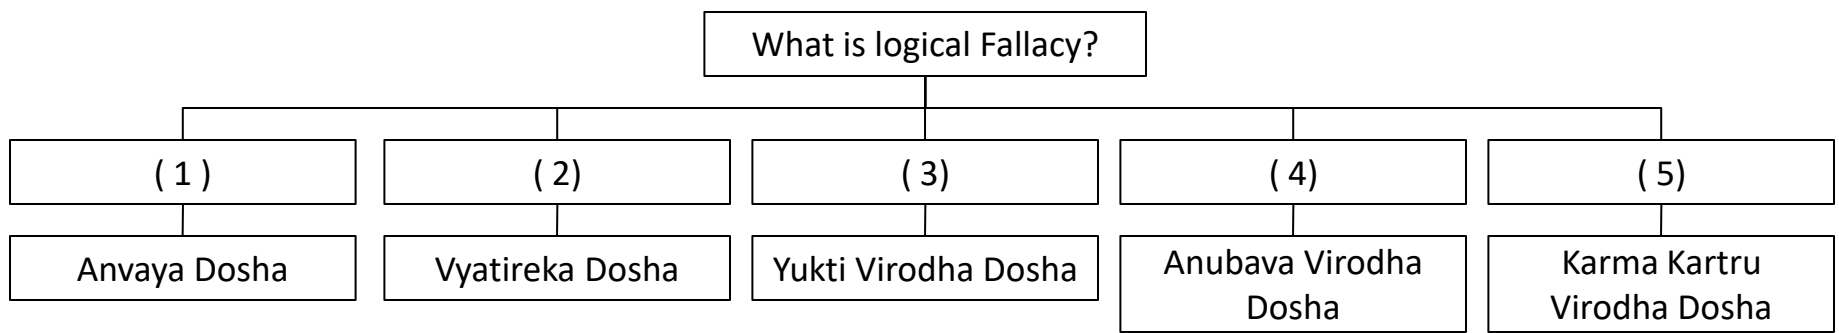 What is logical Fallacy?
( 1 )
( 2)
( 3)
( 4)
( 5)
Anvaya Dosha
Vyatireka Dosha
Yukti Virodha Dosha
Anubava Virodha
Dosha
Karma Kartru
Virodha Dosha